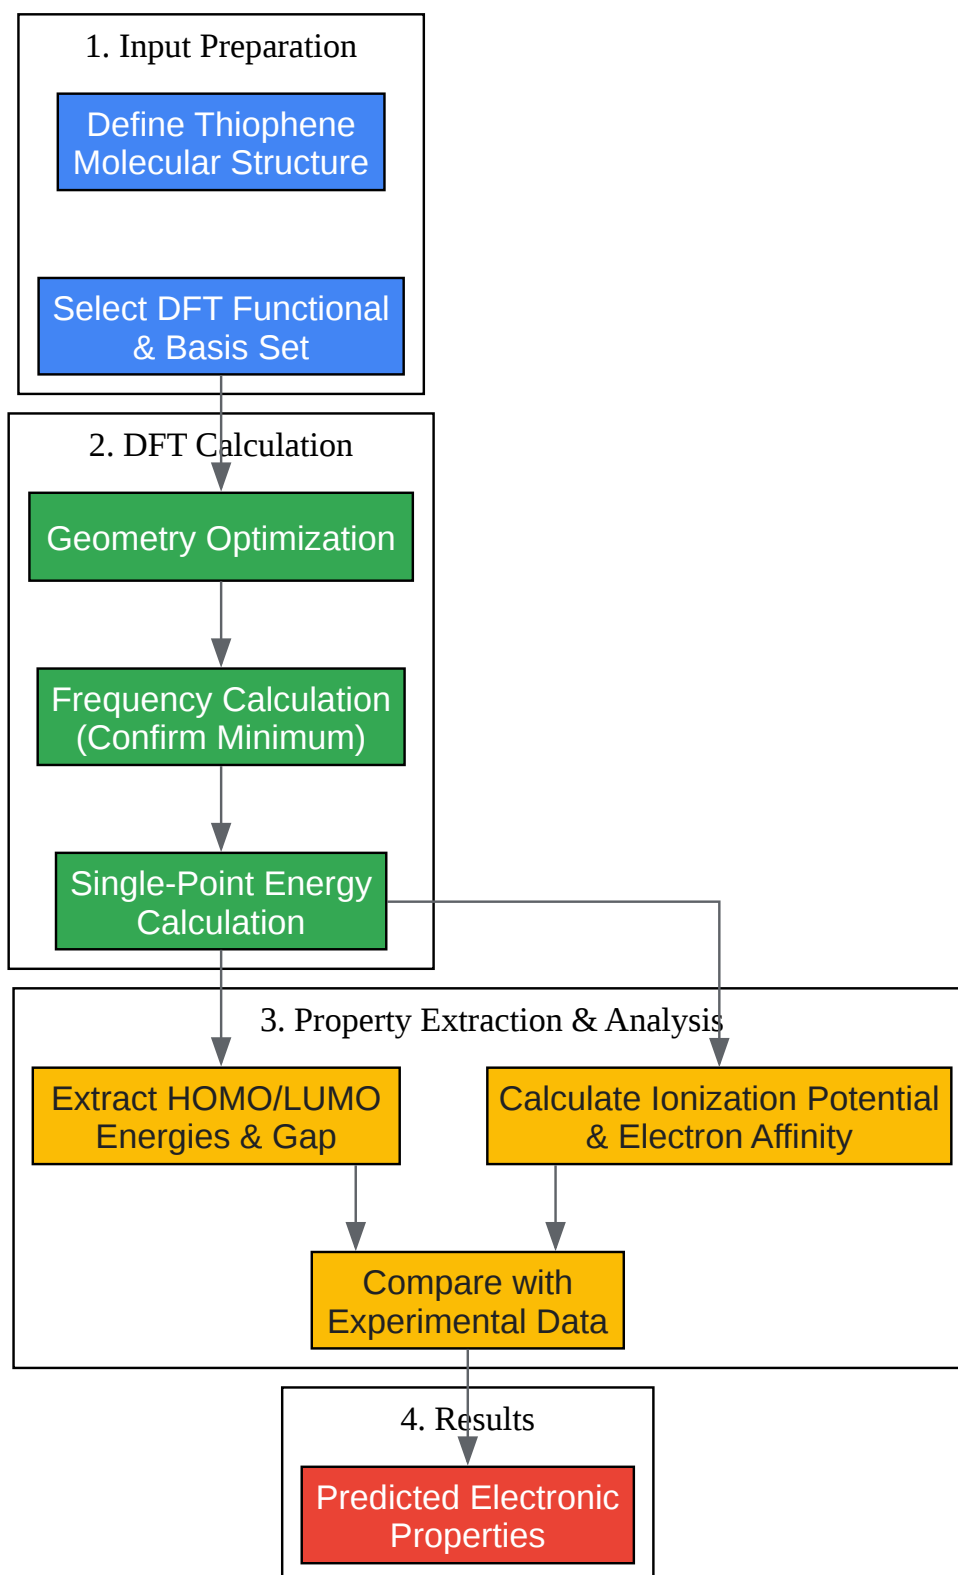 1. Input Preparation
Define Thiophene
Molecular Structure
Select DFT Functional
& Basis Set
2. DFT Calculation
Geometry Optimization
Frequency Calculation
(Confirm Minimum)
Single-Point Energy
Calculation
3. Property Extraction & Analysis
Extract HOMO/LUMO
Energies & Gap
Calculate Ionization Potential
& Electron Affinity
Compare with
Experimental Data
4. Results
Predicted Electronic
Properties